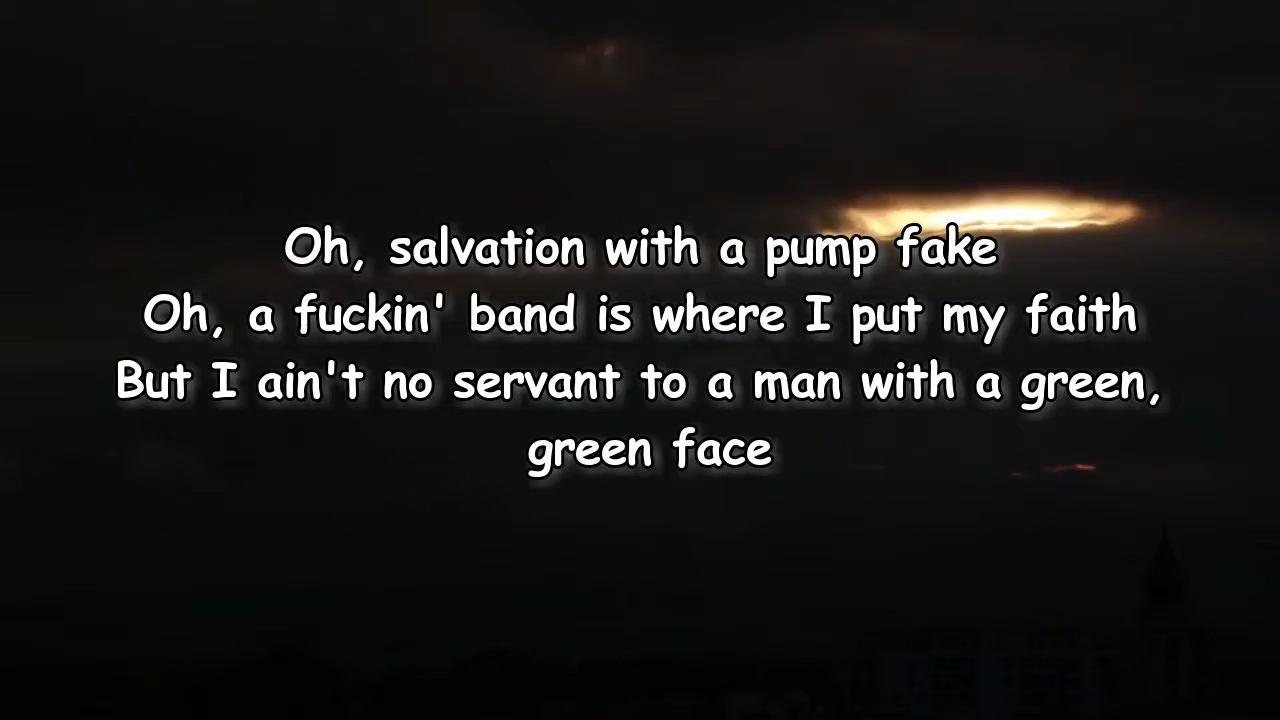 Oh, salvation with a pump fake
Oh, a fuckin' band is where I put my faith
But I ain't no servant to a man with a green,
green face